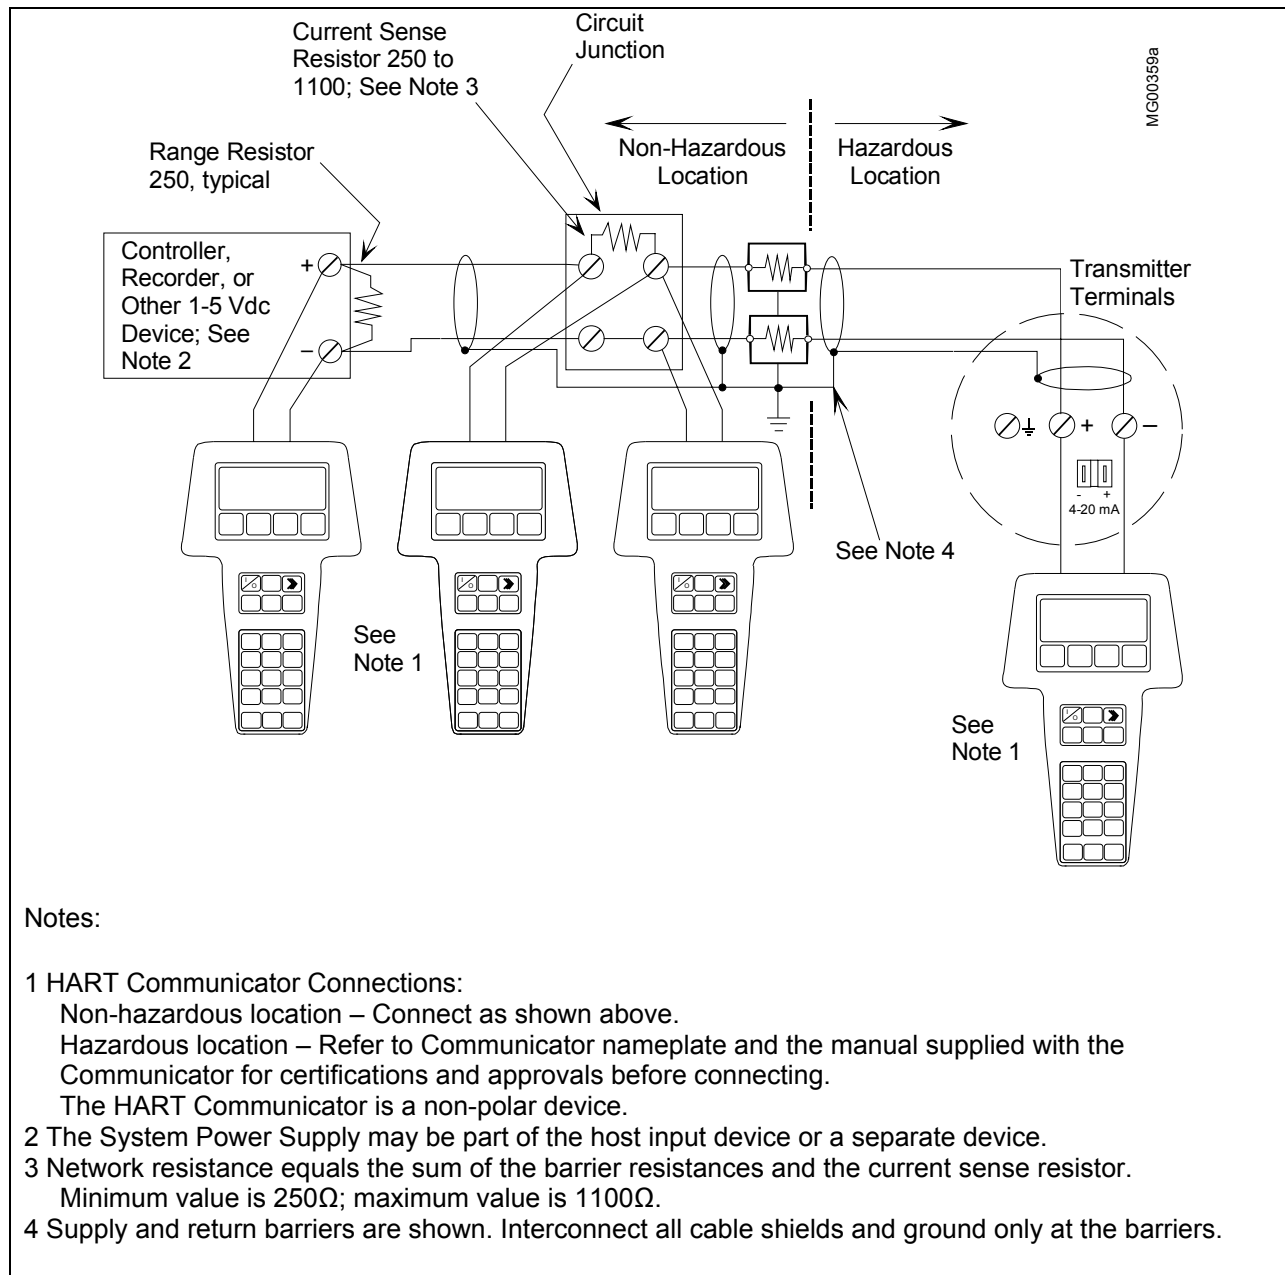 Current Sense
Resistor 250 to
1100; See Note 3
Circuit
Junction
MG00359a
Non-Hazardous
Location
Hazardous
Location
Range Resistor
250, typical
Controller,
Recorder, or
Other 1-5 Vdc
Device; See
Note 2
+
–
Transmitter
Terminals
+
–
- +
4-20 mA
See Note 4
I/O
I/O
I/O
See
Note 1
I/O
See
Note 1
Notes:
1 HART Communicator Connections:
Non-hazardous location – Connect as shown above.
Hazardous location – Refer to Communicator nameplate and the manual supplied with the
Communicator for certifications and approvals before connecting.
The HART Communicator is a non-polar device.
2 The System Power Supply may be part of the host input device or a separate device.
3 Network resistance equals the sum of the barrier resistances and the current sense resistor.
Minimum value is 250Ω; maximum value is 1100Ω.
4 Supply and return barriers are shown. Interconnect all cable shields and ground only at the barriers.